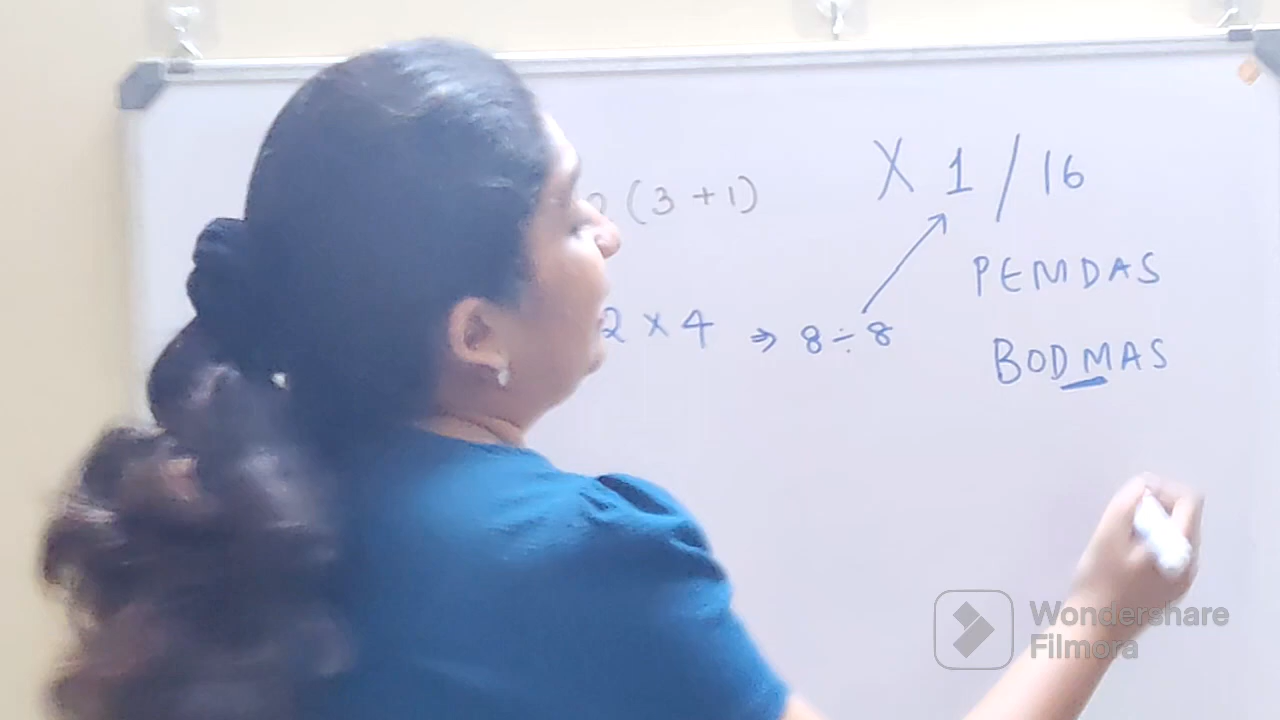 (3 + 1)
X 1 / 16
PEMDAS
2 × 4 ⇒ 8 ÷ 8
BODMAS
Wondershare
Filmora